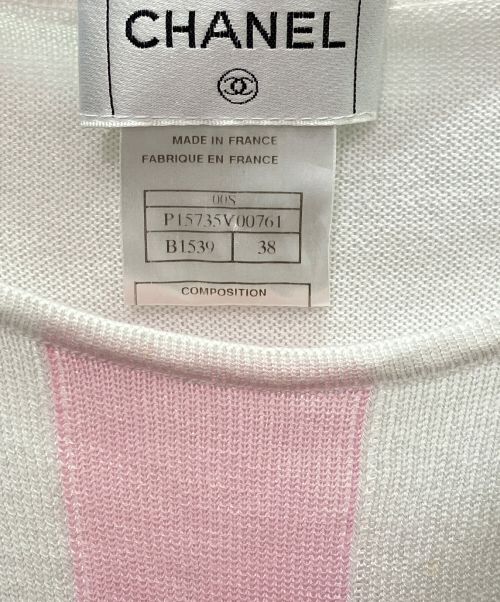 CHANEL
MADE IN FRANCE
FABRIQUE EN FRANCE
00S
P15735V00761
B1539 38
COMPOSITION